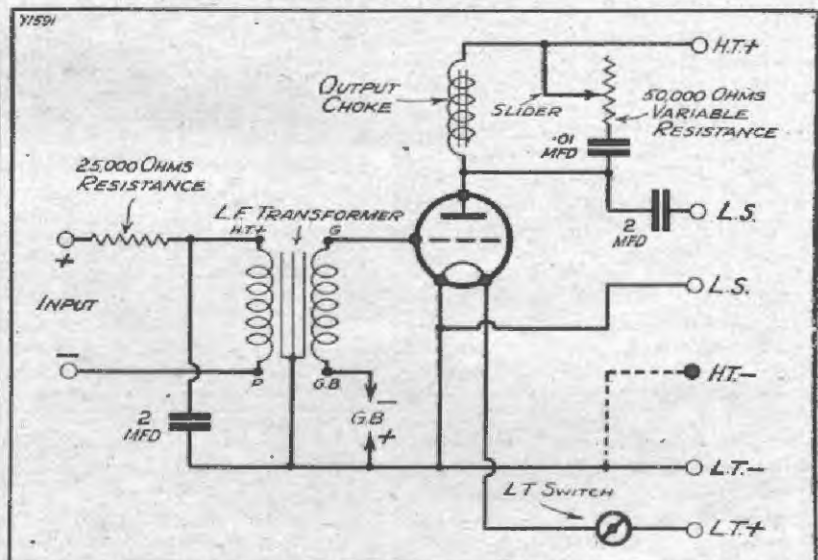 Y1591
H.T.+
OUTPUT
CHOKE
SLIDER
50,000 OHMS
VARIABLE
RESISTANCE
.01
MFD
25,000 OHMS
RESISTANCE
L.F. TRANSFORMER
H.T.+
G
2
MFD
L.S.
+
INPUT
L.S.
−
P
G.B
−
G.B
+
H.T.−
2
MFD
L.T.−
L T SWITCH
L.T.+